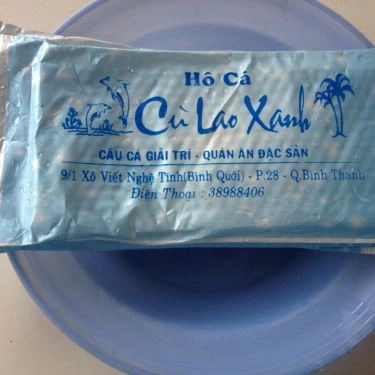 Hồ Cá
Cù Lao Xanh
CÂU CÁ GIẢI TRÍ - QUÁN ĂN ĐẶC SẢN
9/1 Xô Viết Nghệ Tĩnh(Bình Quới) - P.28 - Q.Bình Thạnh
Điện Thoại : 38988406